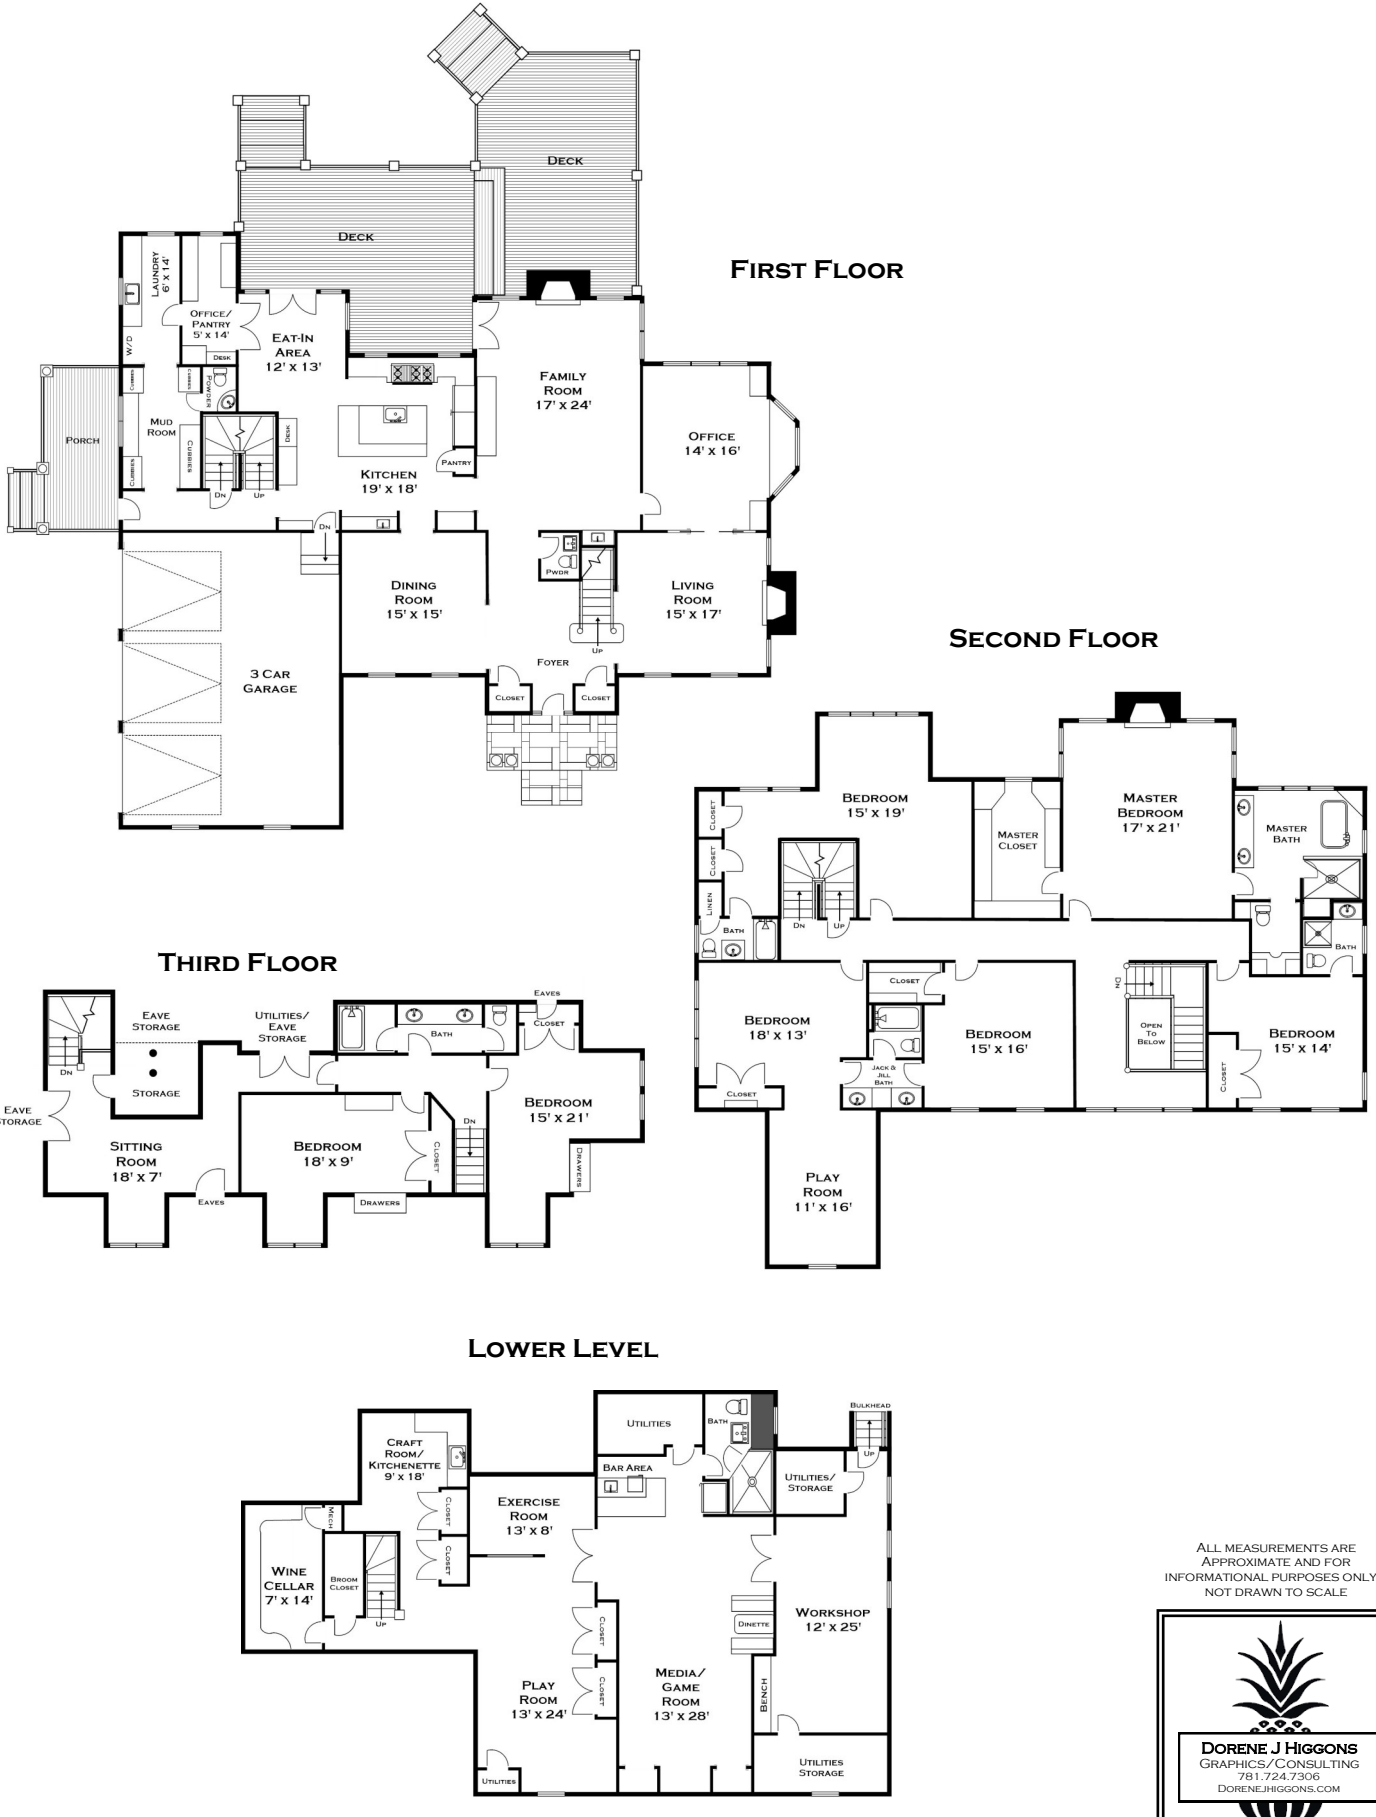 First Floor
Deck
Deck
Laundry
6' x 14'
Office/
Pantry
5' x 14'
Desk
W/D
Eat-In
Area
12' x 13'
Family
Room
17' x 24'
Cubbies
Cubbies
Powder
Mud
Room
Porch
Cubbies
Cubbies
Desk
Dn
Up
Kitchen
19' x 18'
Pantry
Office
14' x 16'
Dn
Pwdr
Dining
Room
15' x 15'
Living
Room
15' x 17'
Up
Foyer
Closet
Closet
3 Car
Garage
Second Floor
Closet
Closet
Linen
Bedroom
15' x 19'
Master
Closet
Master
Bedroom
17' x 21'
Master
Bath
Bath
Dn
Up
Bath
Closet
Bedroom
18' x 13'
Closet
Jack &
Jill
Bath
Bedroom
15' x 16'
Dn
Open
To
Below
Closet
Bedroom
15' x 14'
Play
Room
11' x 16'
Third Floor
Eave
Storage
Utilities/
Eave
Storage
Eaves
Closet
Bath
Dn
Storage
Eave
Storage
Sitting
Room
18' x 7'
Eaves
Bedroom
18' x 9'
Closet
Dn
Drawers
Bedroom
15' x 21'
Drawers
Lower Level
Utilities
Bath
Bulkhead
Up
Craft
Room/
Kitchenette
9' x 18'
Bar Area
Utilities/
Storage
Closet
Closet
Exercise
Room
13' x 8'
Mech
Wine
Cellar
7' x 14'
Broom
Closet
Up
Dinette
Workshop
12' x 25'
Closet
Closet
Play
Room
13' x 24'
Media/
Game
Room
13' x 28'
Bench
Utilities
Utilities
Storage
All measurements are
Approximate and for
informational purposes only
not drawn to scale
Dorene J Higgons
Graphics/Consulting
781.724.7306
Dorenejhiggons.com